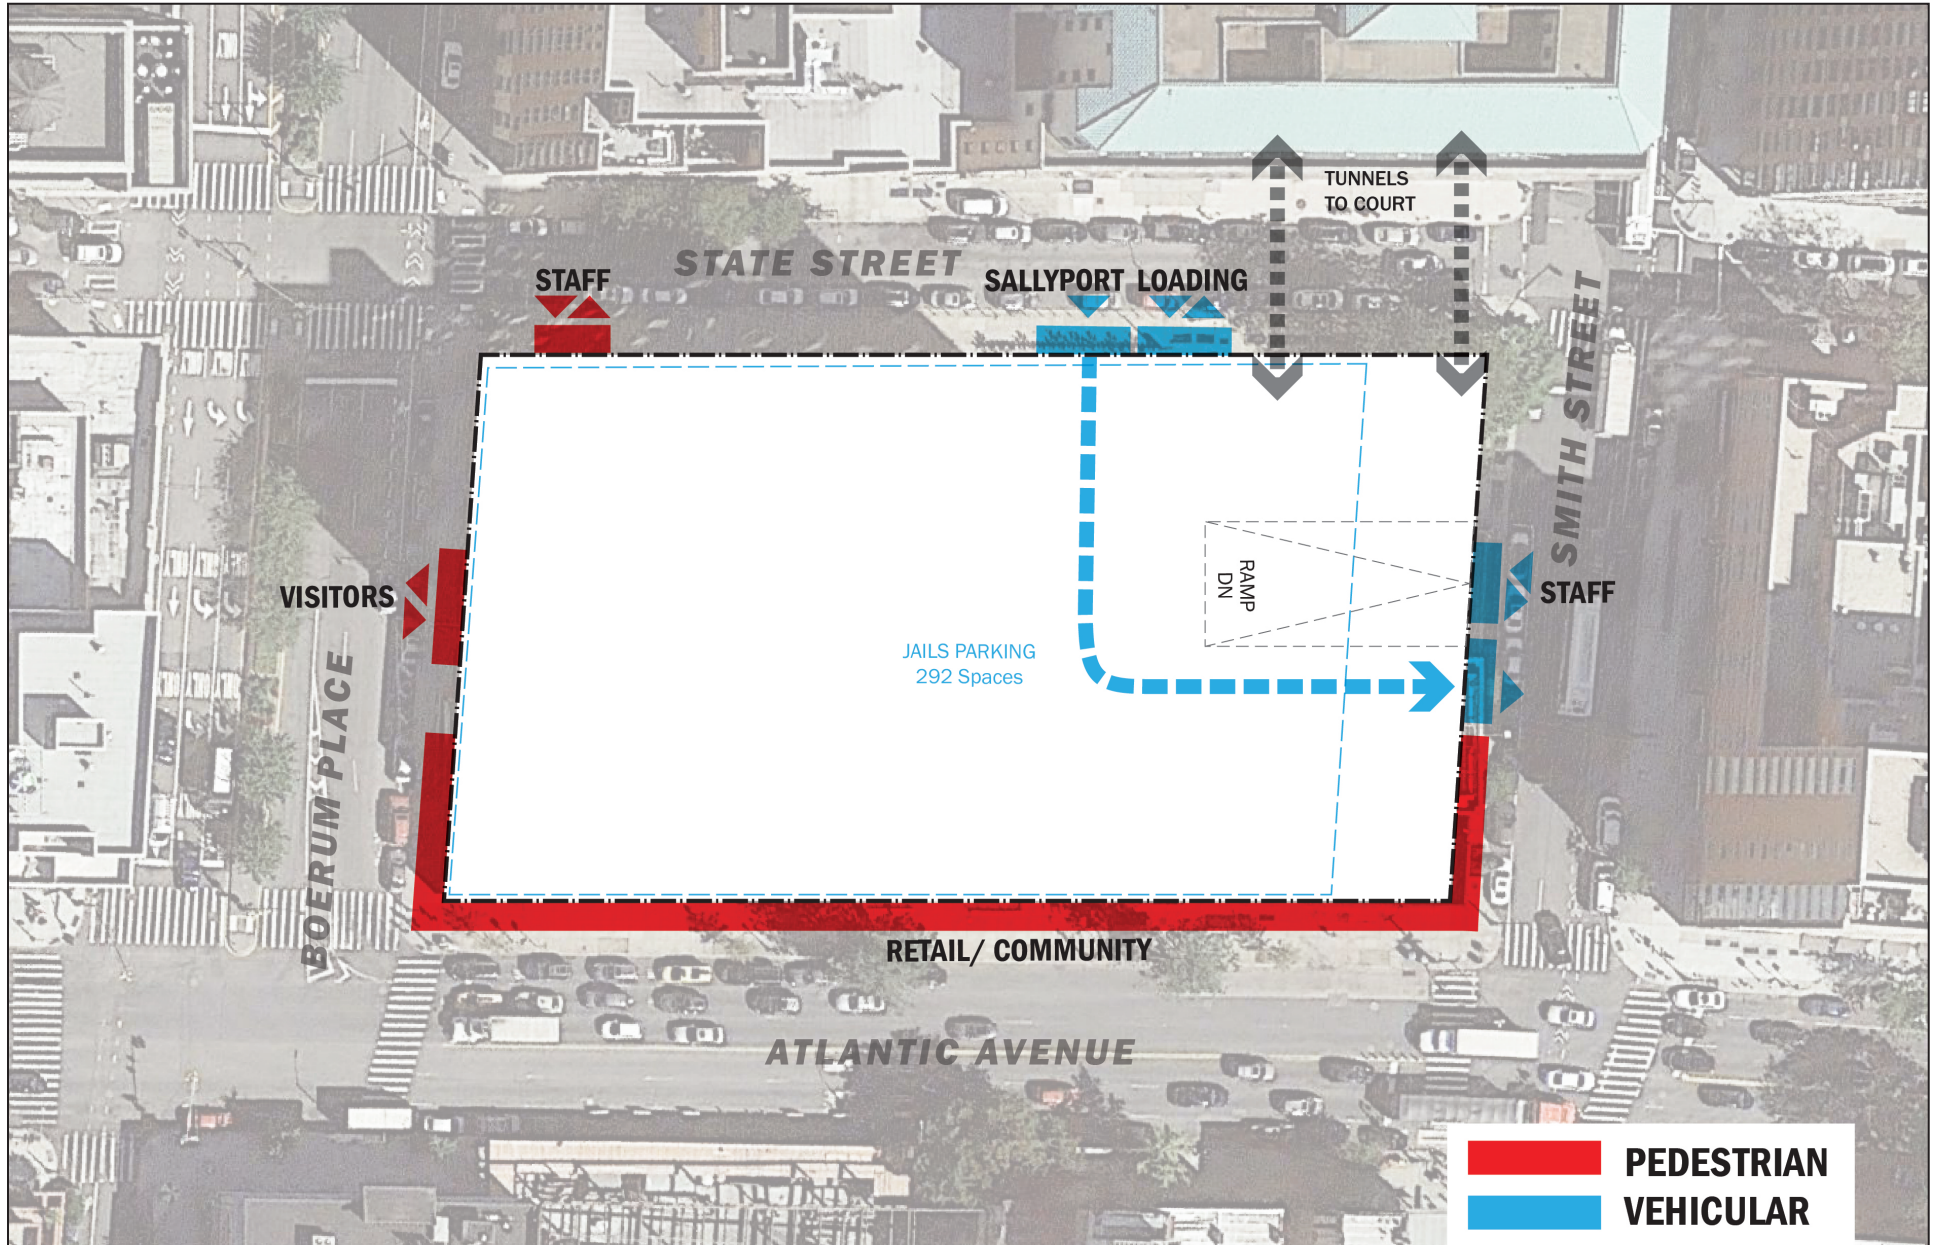 TUNNELS
TO COURT
STATE STREET
STAFF
SALLYPORT LOADING
SMITH STREET
RAMP
DN
VISITORS
STAFF
JAILS PARKING
292 Spaces
BOERUM PLACE
RETAIL/ COMMUNITY
ATLANTIC AVENUE
PEDESTRIAN
VEHICULAR